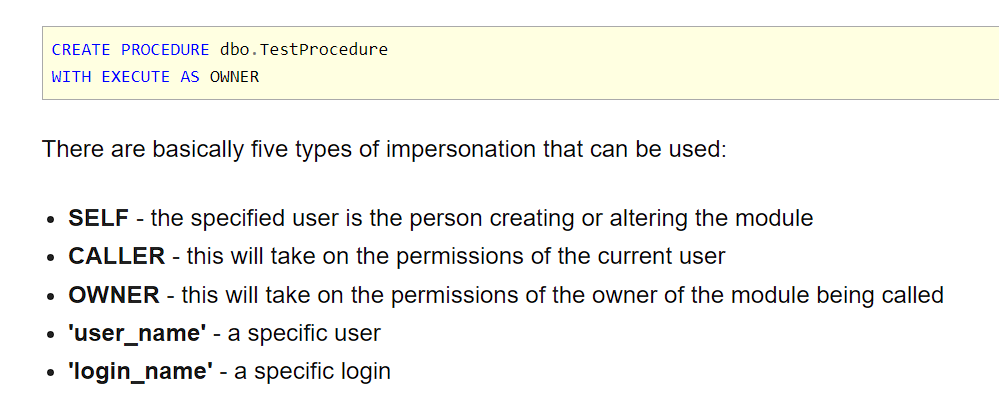 CREATE PROCEDURE dbo.TestProcedure
WITH EXECUTE AS OWNER
There are basically five types of impersonation that can be used:
• SELF - the specified user is the person creating or altering the module
• CALLER - this will take on the permissions of the current user
• OWNER - this will take on the permissions of the owner of the module being called
• 'user_name' - a specific user
• 'login_name' - a specific login